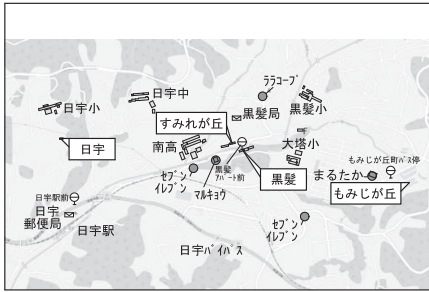 ララコープ
日宇中
黒髪小
日宇小
黒髪局
すみれが丘
日宇
南高
大塔小
もみじが丘町バス停
黒髪
アパート前
まるたか
セブン
イレブン
マルキョウ
黒髪
もみじが丘
日宇駅前
日宇
郵便局
日宇駅
セブン
イレブン
日宇バイパス